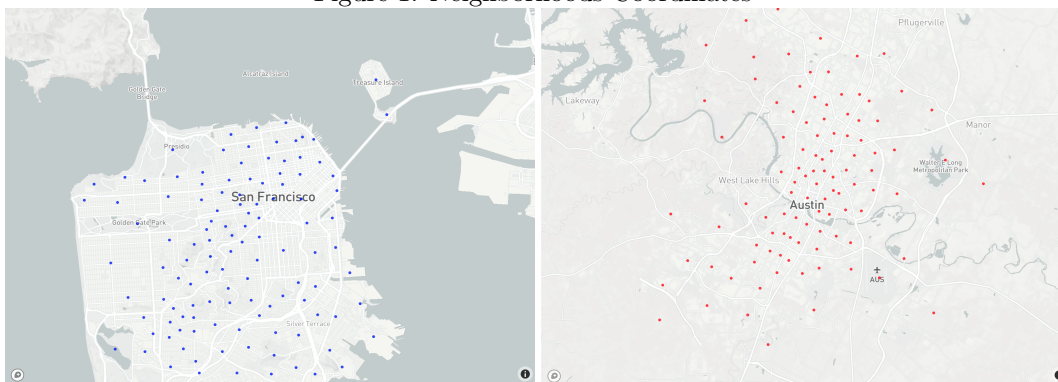 Figure 1: Neighborhoods Coordinates
Alcatraz Island
Treasure Island
Golden Gate
Bridge
Presidio
San Francisco
Golden Gate Park
Silver Terrace
Pflugerville
Lakeway
Manor
Walter E Long
Metropolitan Park
West Lake Hills
Austin
AUS